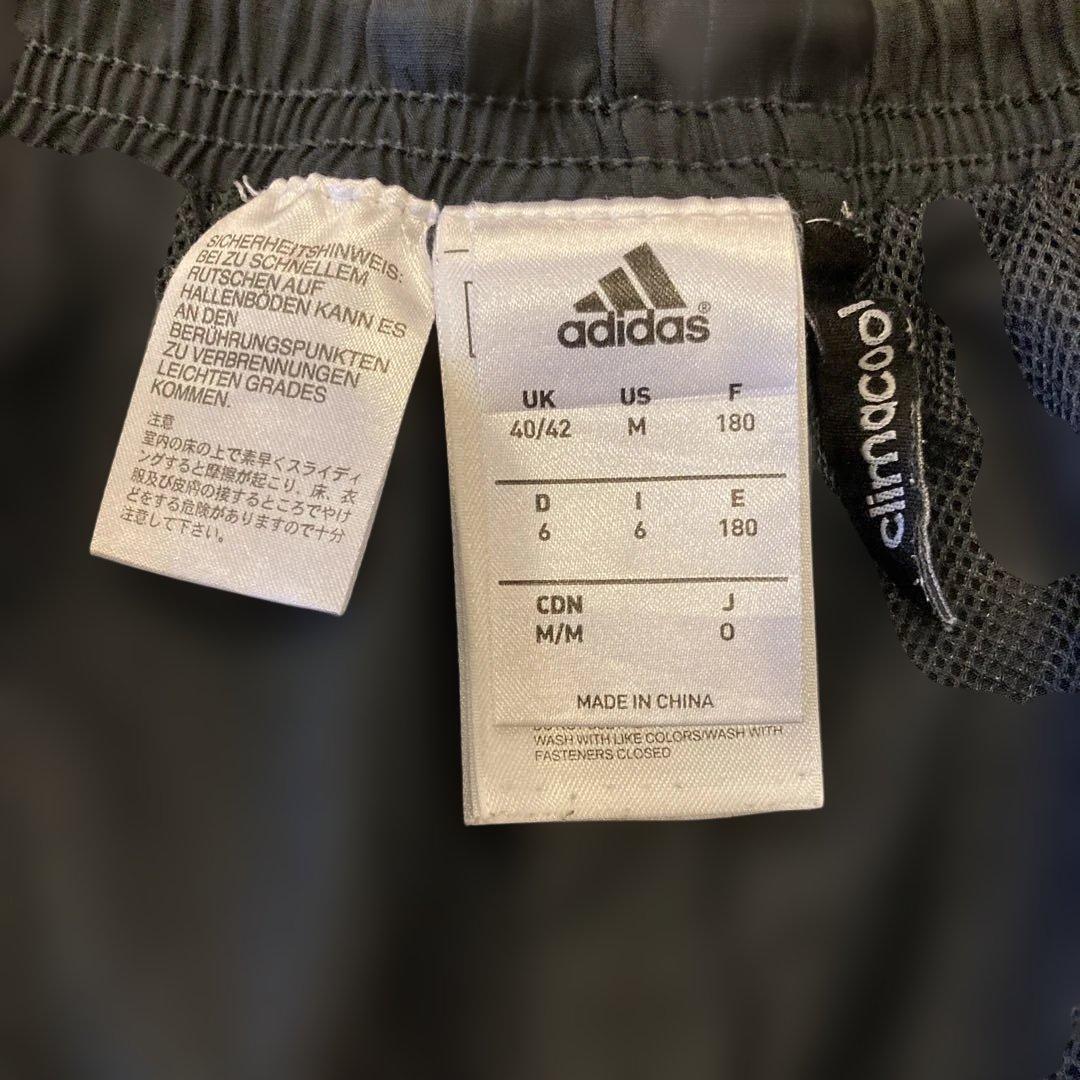 SICHERHEITSHINWEIS:
BEI ZU SCHNELLEM
RUTSCHEN AUF
HALLENBÖDEN KANN ES
AN DEN
BERÜHRUNGSPUNKTEN
ZU VERBRENNUNGEN
LEICHTEN GRADES
KOMMEN.
注意
室内の床の上で素早くスライディ
ングすると摩擦が起こり、床、衣
服及び皮膚の接するところでやけ
どをする危険がありますので十分
注意して下さい。
adidas®
UK US F
40/42 M 180
D I E
6 6 180
CDN J
M/M O
MADE IN CHINA
WASH WITH LIKE COLORS/WASH WITH
FASTENERS CLOSED
climacool